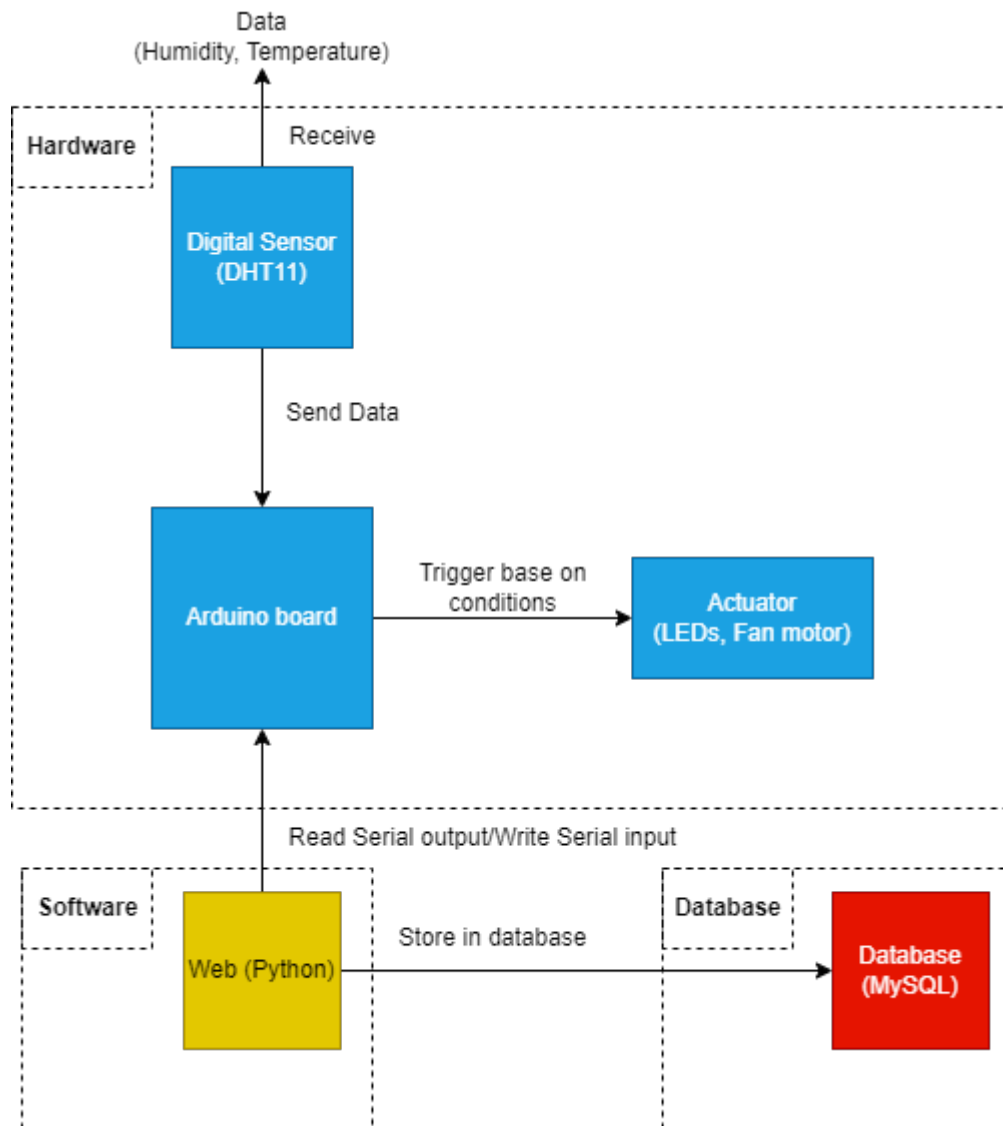 Data
(Humidity, Temperature)
Hardware
Receive
Digital Sensor
(DHT11)
Send Data
Arduino board
Trigger base on
conditions
Actuator
(LEDs, Fan motor)
Read Serial output/Write Serial input
Software
Web (Python)
Store in database
Database
Database
(MySQL)